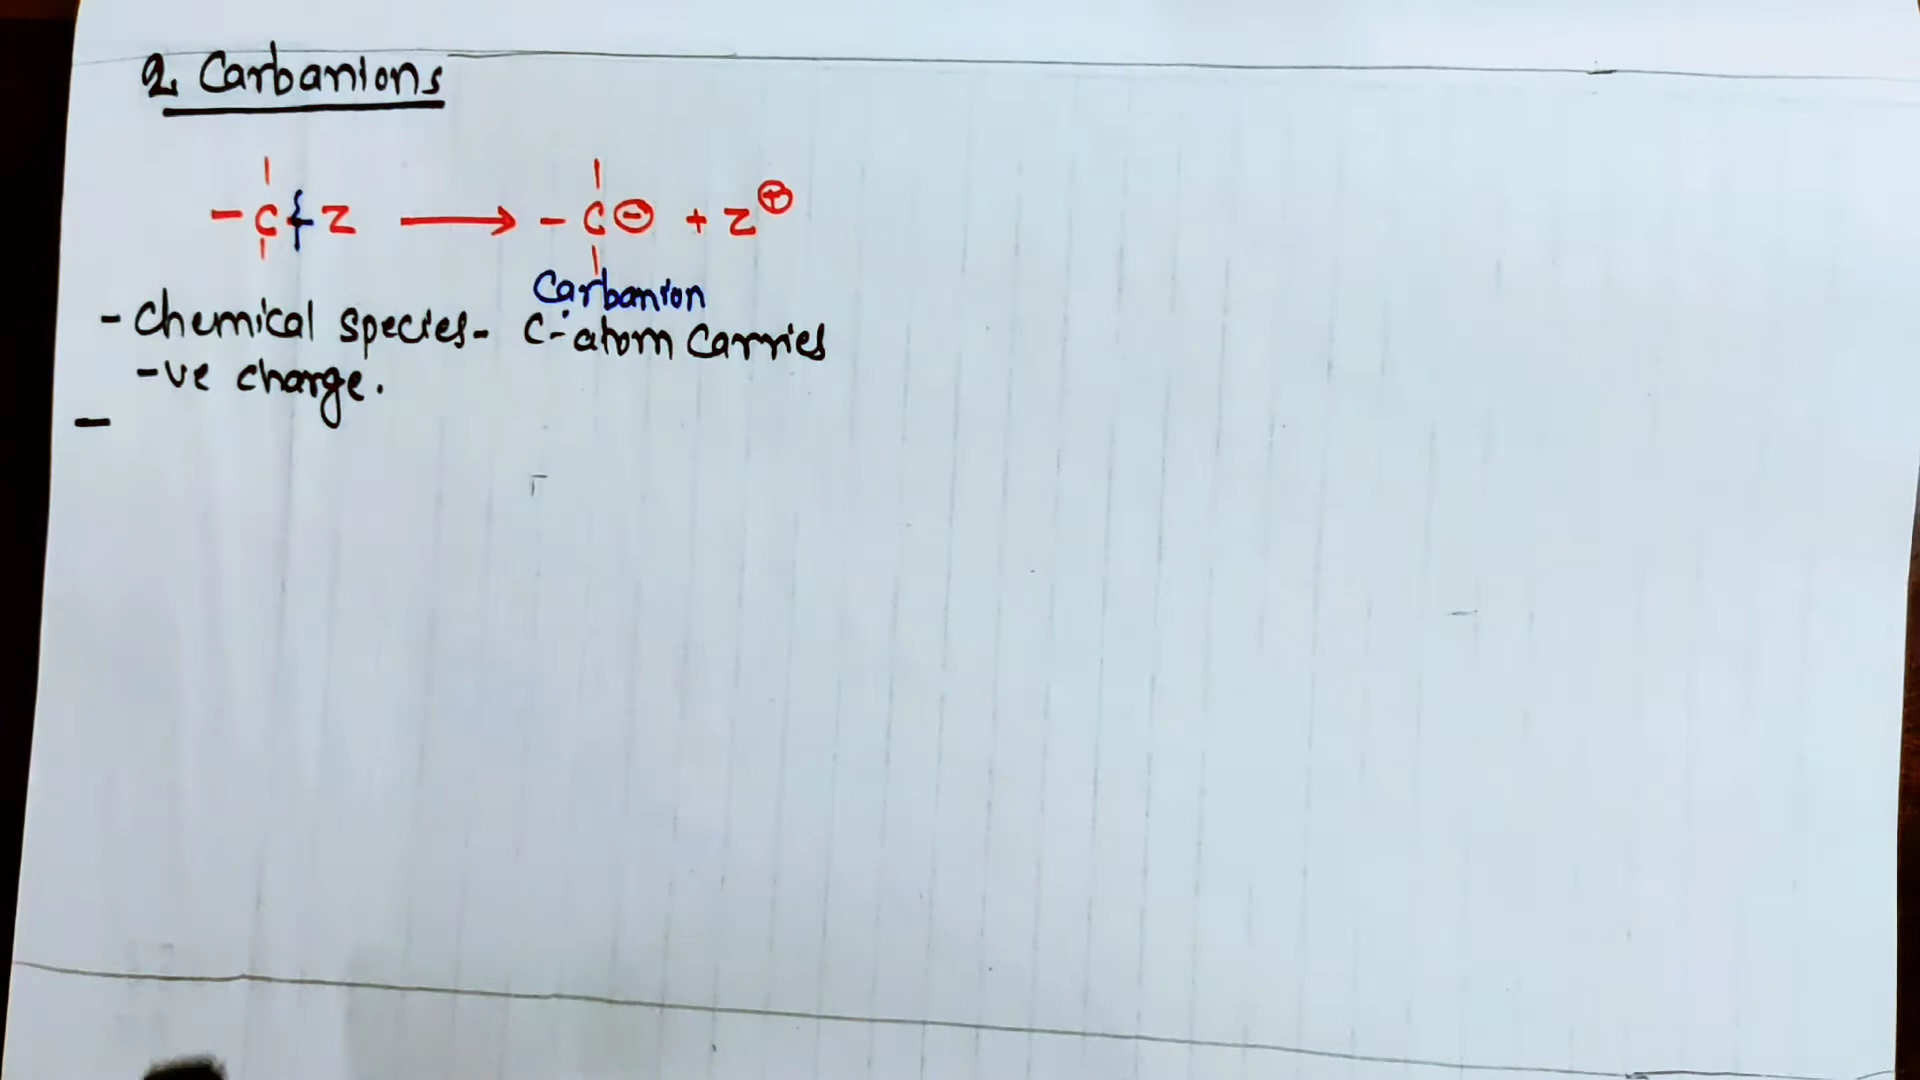 2. Carbanions
|          |
- C { Z ⟶ - C ⊖ + Z⊕
|          |
Carbanion
- Chemical species - C-atom carries
-ve charge.
-